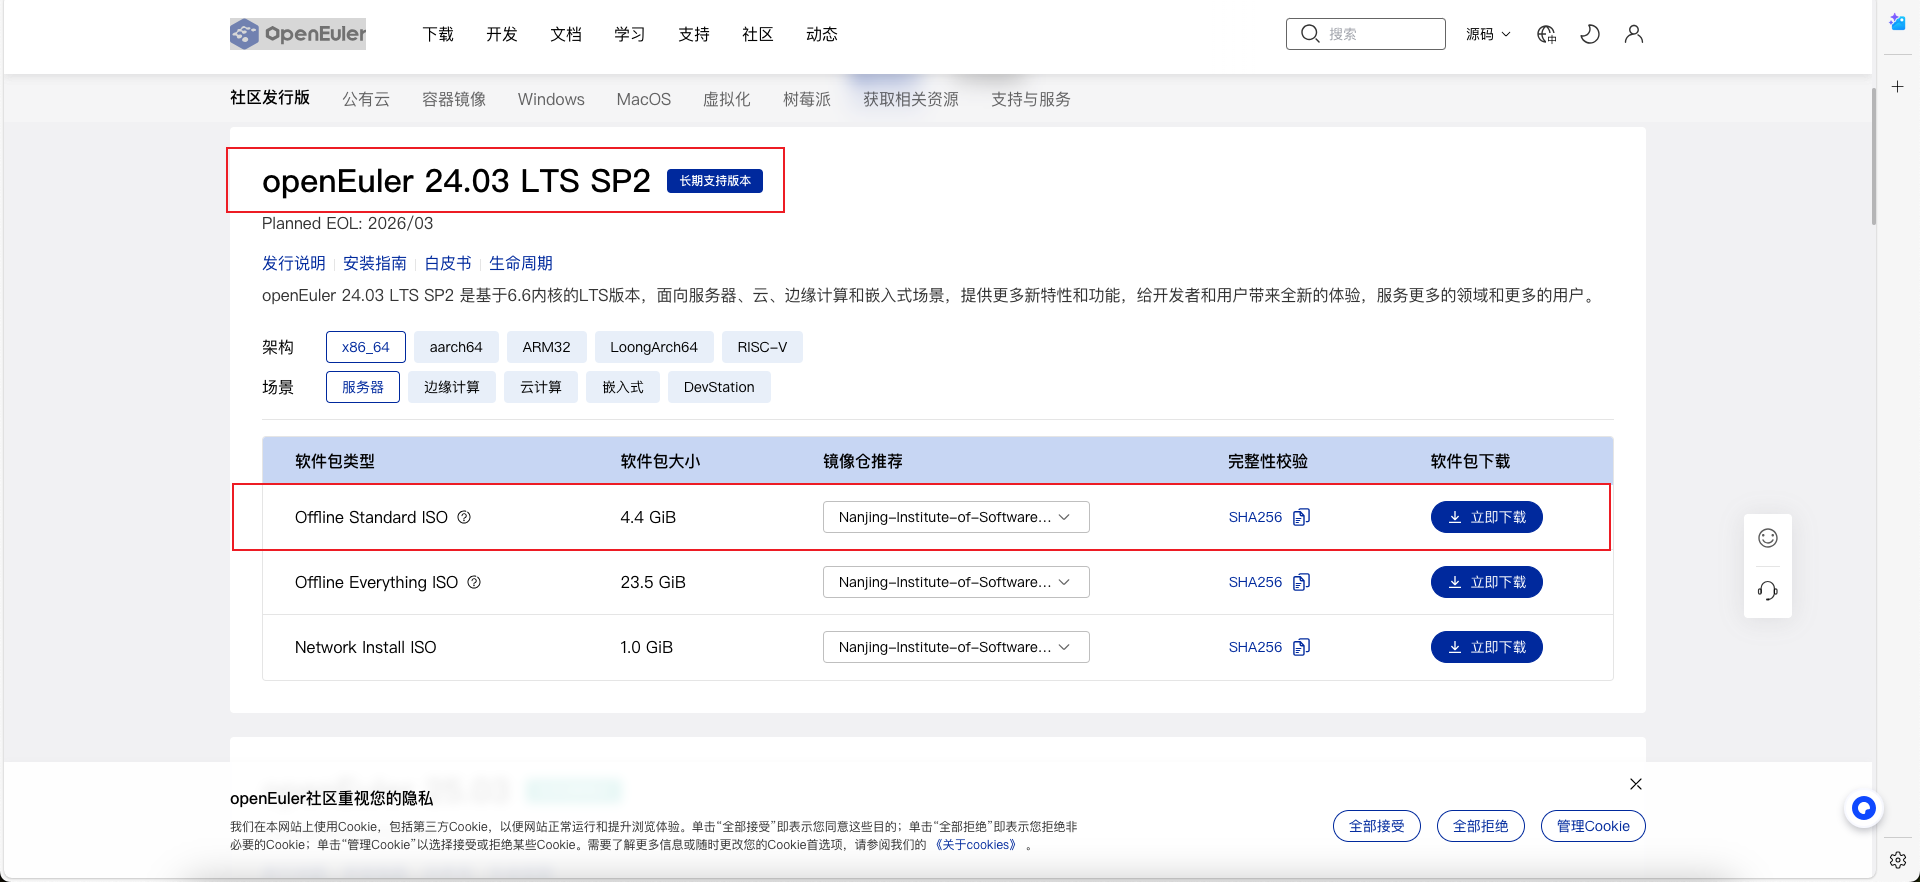 openEuler
下载 开发 文档 学习 支持 社区 动态
搜索
源码
社区发行版 公有云 容器镜像 Windows MacOS 虚拟化 树莓派 获取相关资源 支持与服务
openEuler 24.03 LTS SP2 长期支持版本
Planned EOL: 2026/03
发行说明 安装指南 白皮书 生命周期
openEuler 24.03 LTS SP2 是基于6.6内核的LTS版本，面向服务器、云、边缘计算和嵌入式场景，提供更多新特性和功能，给开发者和用户带来全新的体验，服务更多的领域和更多的用户。
架构 x86_64 aarch64 ARM32 LoongArch64 RISC-V
场景 服务器 边缘计算 云计算 嵌入式 DevStation
软件包类型 软件包大小 镜像仓推荐 完整性校验 软件包下载
Offline Standard ISO 4.4 GiB Nanjing-Institute-of-Software... SHA256 立即下载
Offline Everything ISO 23.5 GiB Nanjing-Institute-of-Software... SHA256 立即下载
Network Install ISO 1.0 GiB Nanjing-Institute-of-Software... SHA256 立即下载
openEuler社区重视您的隐私
我们在本网站上使用Cookie，包括第三方Cookie，以便网站正常运行和提升浏览体验。单击“全部接受”即表示您同意这些目的；单击“全部拒绝”即表示您拒绝非
必要的Cookie；单击“管理Cookie”以选择接受或拒绝某些Cookie。需要了解更多信息或随时更改您的Cookie首选项，请参阅我们的 《关于cookies》 。
全部接受 全部拒绝 管理Cookie